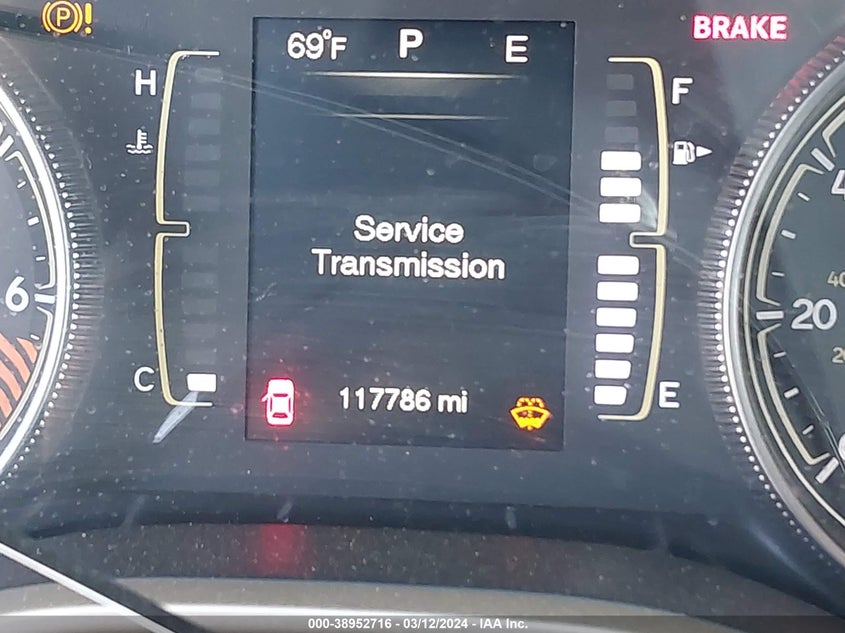 P !
69°F P E
BRAKE
H
F
Service
Transmission
6
40
20
C
117786 mi
E
000-38952716 - 03/12/2024 - IAA Inc.